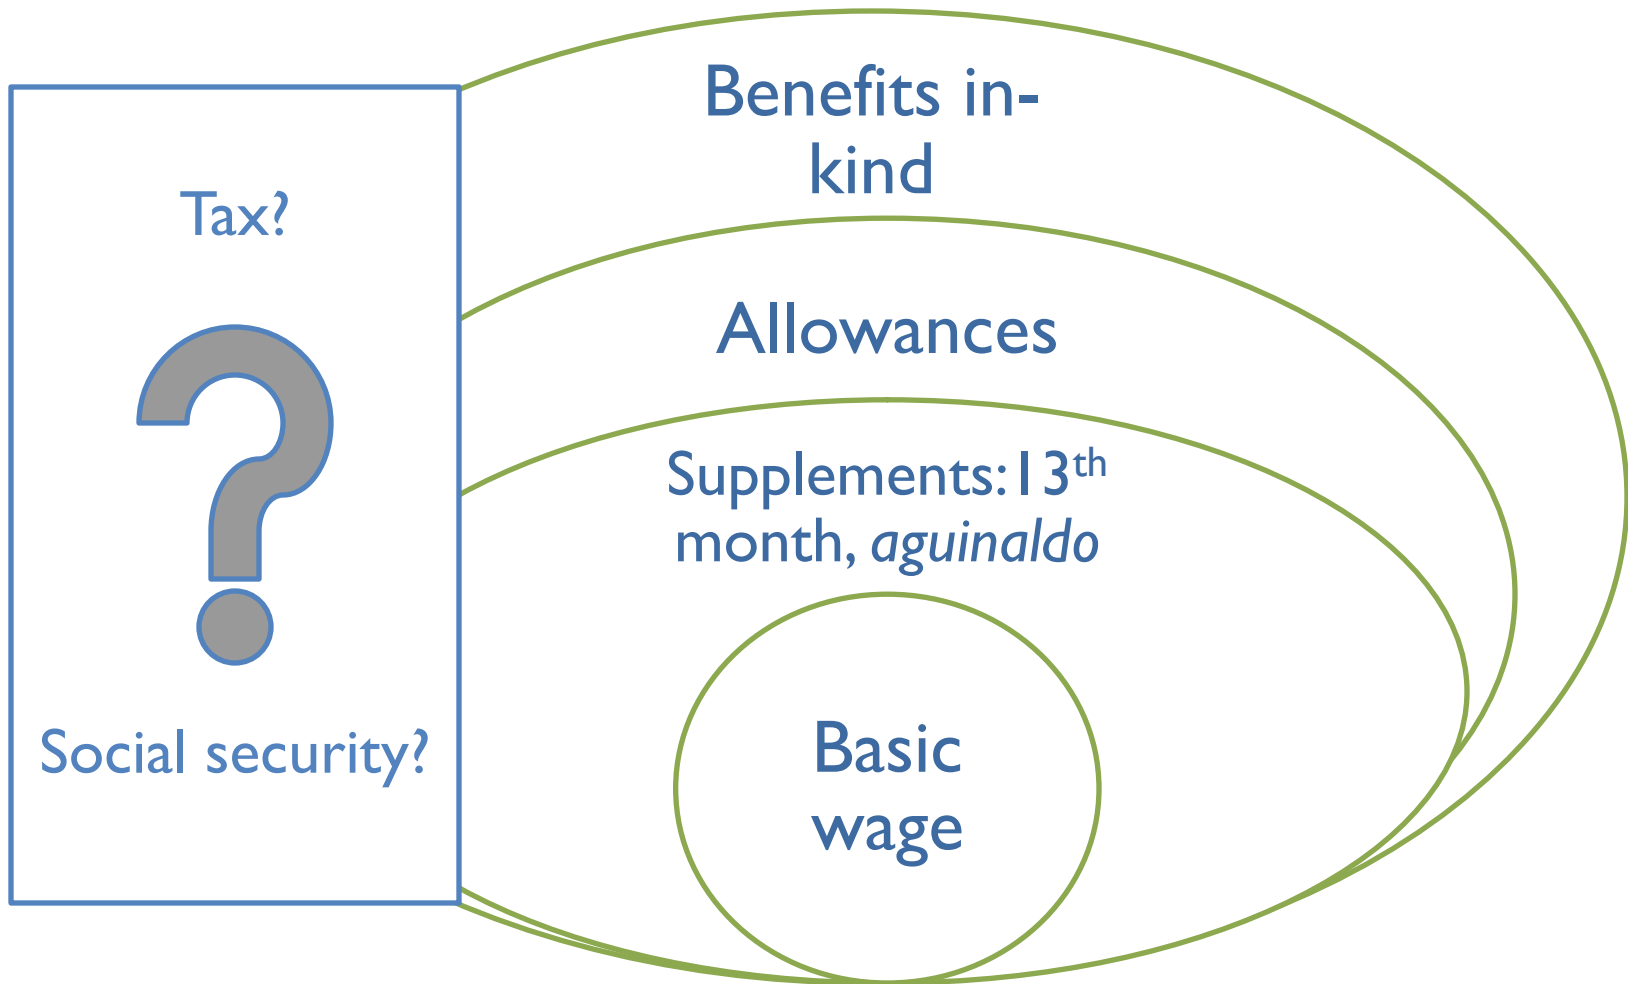 Tax?
?
Social security?
Benefits in-
kind
Allowances
Supplements: 13th
month, aguinaldo
Basic
wage